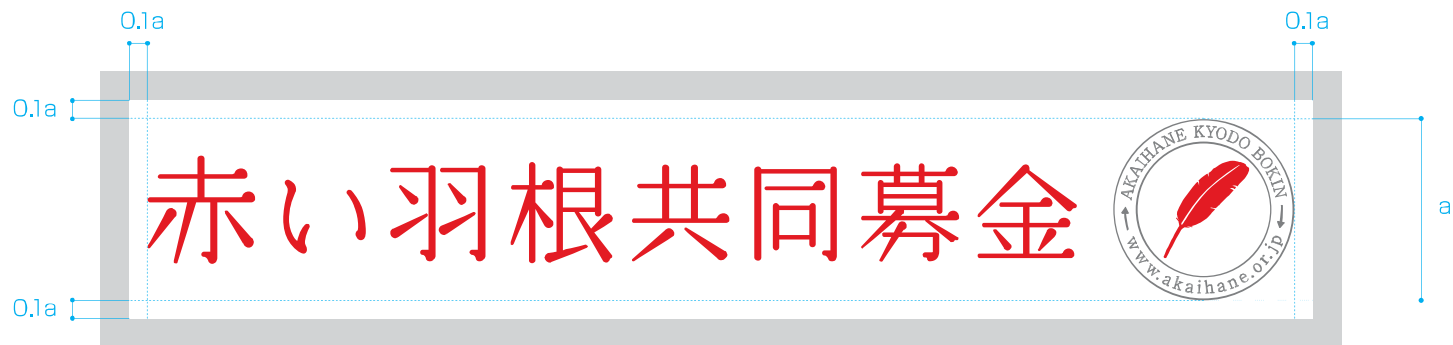 0.1a
0.1a
0.1a
赤い羽根共同募金
AKAIHANE KYODO BOKIN
www.akaihane.or.jp
a
0.1a